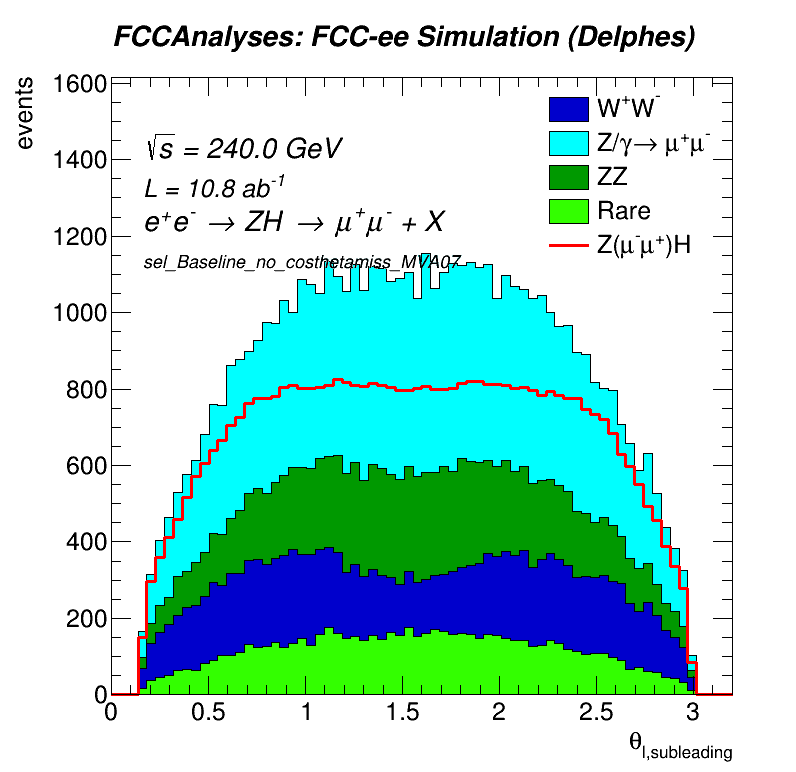 FCCAnalyses: FCC-ee Simulation (Delphes)
events
1600
1400
1200
1000
800
600
400
200
0
√s = 240.0 GeV
L = 10.8 ab⁻¹
e⁺e⁻ → ZH → μ⁺μ⁻ + X
sel_Baseline_no_costhetamiss_MVA07
W⁺W⁻
Z/γ→ μ⁺μ⁻
ZZ
Rare
Z(μ⁻μ⁺)H
0 0.5 1 1.5 2 2.5 3
θl,subleading